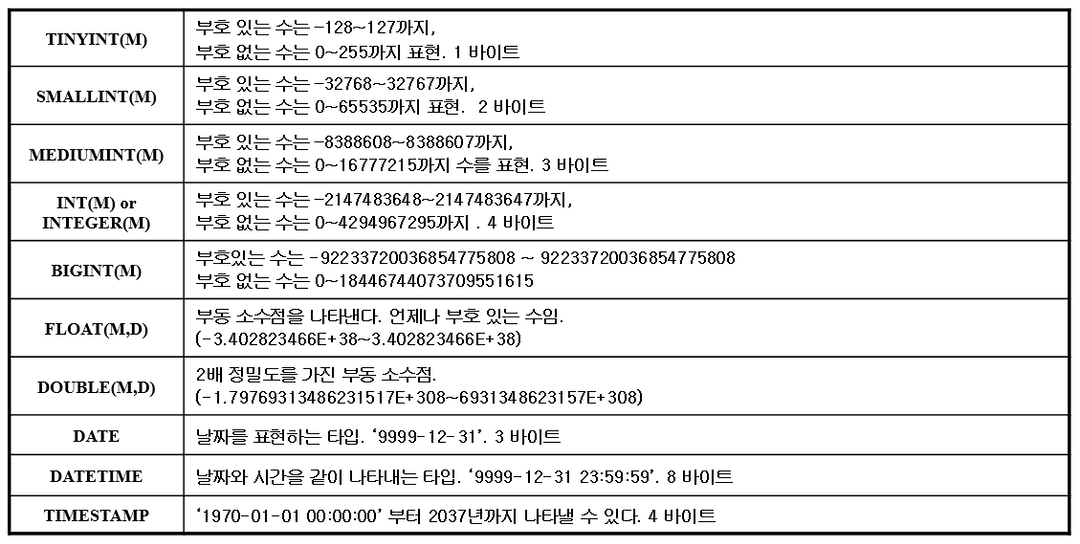 TINYINT(M)
부호 있는 수는 -128~127까지,
부호 없는 수는 0~255까지 표현. 1 바이트
SMALLINT(M)
부호 있는 수는 -32768~32767까지,
부호 없는 수는 0~65535까지 표현. 2 바이트
MEDIUMINT(M)
부호 있는 수는 -8388608~8388607까지,
부호 없는 수는 0~16777215까지 수를 표현. 3 바이트
INT(M) or
INTEGER(M)
부호 있는 수는 -2147483648~2147483647까지,
부호 없는 수는 0~4294967295까지 . 4 바이트
BIGINT(M)
부호있는 수는 -92233720036854775808 ~ 92233720036854775808
부호 없는 수는 0~18446744073709551615
FLOAT(M,D)
부동 소수점을 나타낸다. 언제나 부호 있는 수임.
(-3.402823466E+38~3.402823466E+38)
DOUBLE(M,D)
2배 정밀도를 가진 부동 소수점.
(-1.79769313486231517E+308~6931348623157E+308)
DATE
날짜를 표현하는 타입. ‘9999-12-31’. 3 바이트
DATETIME
날짜와 시간을 같이 나타내는 타입. ‘9999-12-31 23:59:59’. 8 바이트
TIMESTAMP
‘1970-01-01 00:00:00’ 부터 2037년까지 나타낼 수 있다. 4 바이트